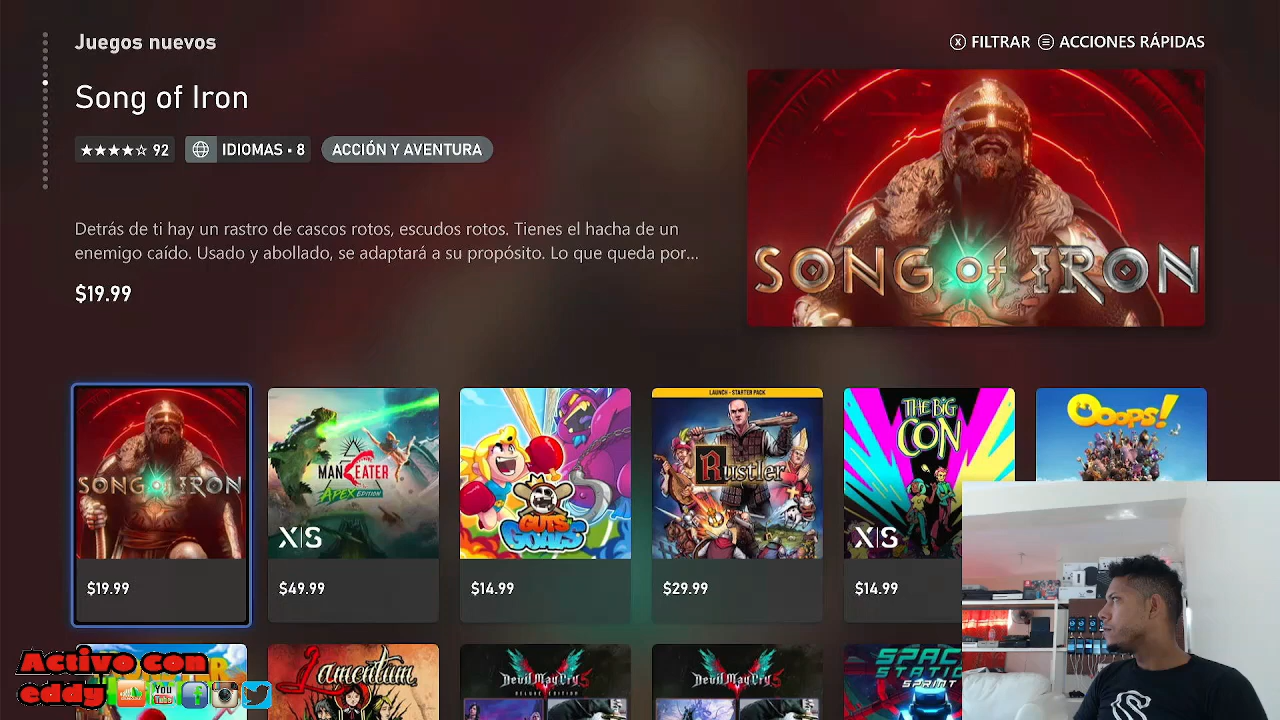 Juegos nuevos
FILTRAR
ACCIONES RÁPIDAS
Song of Iron
92
IDIOMAS • 8
ACCIÓN Y AVENTURA
Detrás de ti hay un rastro de cascos rotos, escudos rotos. Tienes el hacha de un
enemigo caído. Usado y abollado, se adaptará a su propósito. Lo que queda por...
$19.99
SONG of IRON
SONG of IRON
$19.99
MANEATER
APEX EDITION
X|S
$49.99
GUTS 'N GOALS
$14.99
LAUNCH - STARTER PACK
Rustler
$29.99
THE BIG
CON
X|S
$14.99
OOOPS!
Activo con
eddy
You
Lamentum
Devil May Cry 5
DELUXE EDITION
Devil May Cry 5
SPRINT